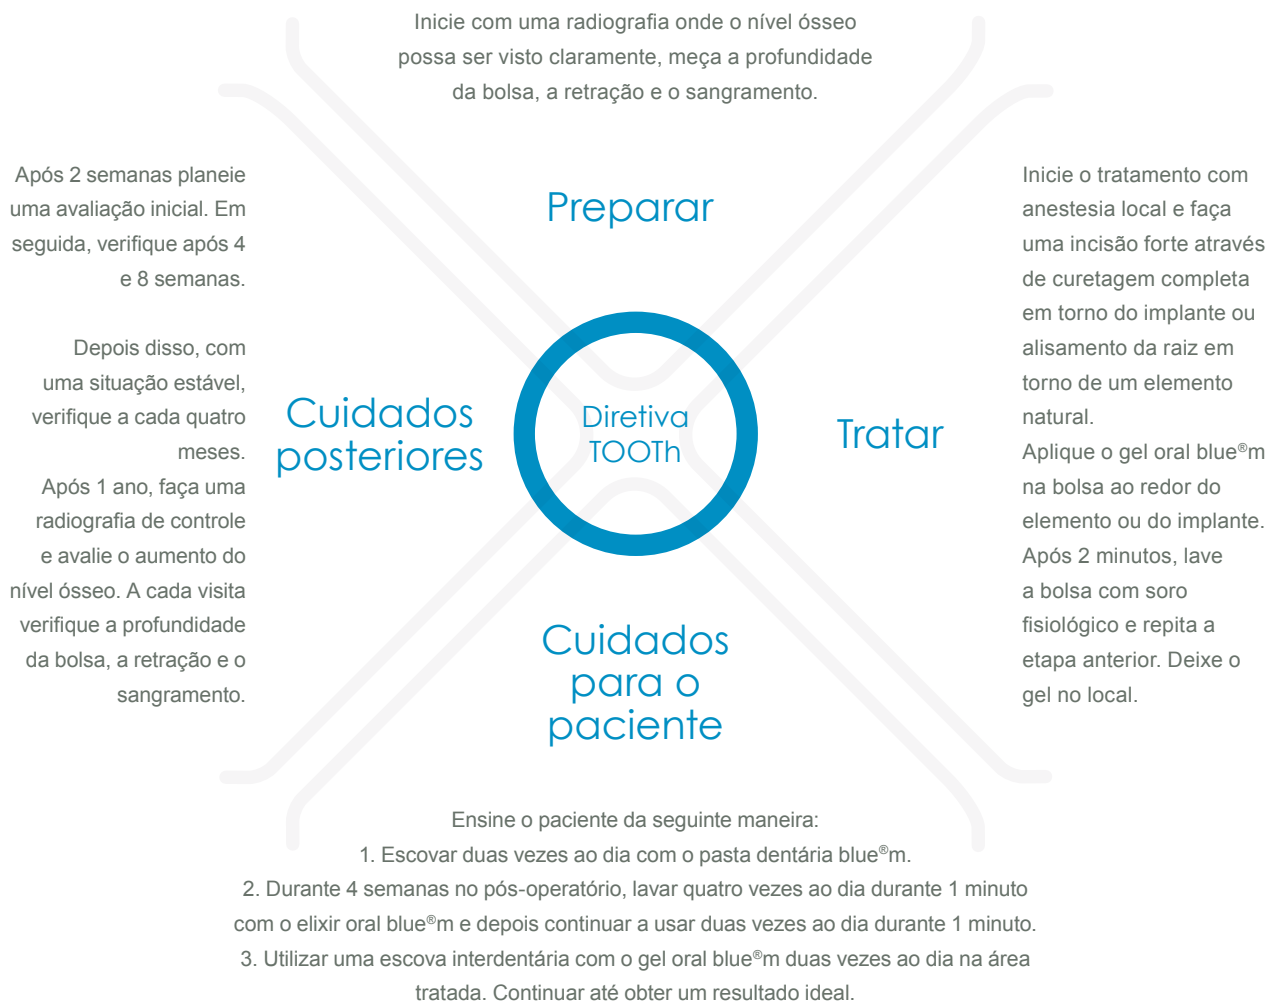 Inicie com uma radiografia onde o nível ósseo
possa ser visto claramente, meça a profundidade
da bolsa, a retração e o sangramento.
Preparar
Inicie o tratamento com
anestesia local e faça
uma incisão forte através
de curetagem completa
em torno do implante ou
alisamento da raiz em
torno de um elemento
natural.
Aplique o gel oral blue®m
na bolsa ao redor do
elemento ou do implante.
Após 2 minutos, lave
a bolsa com soro
fisiológico e repita a
etapa anterior. Deixe o
gel no local.
Tratar
Diretiva
TOOTh
Cuidados
para o
paciente
Ensine o paciente da seguinte maneira:
1. Escovar duas vezes ao dia com o pasta dentária blue®m.
2. Durante 4 semanas no pós-operatório, lavar quatro vezes ao dia durante 1 minuto
com o elixir oral blue®m e depois continuar a usar duas vezes ao dia durante 1 minuto.
3. Utilizar uma escova interdentária com o gel oral blue®m duas vezes ao dia na área
tratada. Continuar até obter um resultado ideal.
Cuidados
posteriores
Após 2 semanas planeie
uma avaliação inicial. Em
seguida, verifique após 4
e 8 semanas.
Depois disso, com
uma situação estável,
verifique a cada quatro
meses.
Após 1 ano, faça uma
radiografia de controle
e avalie o aumento do
nível ósseo. A cada visita
verifique a profundidade
da bolsa, a retração e o
sangramento.